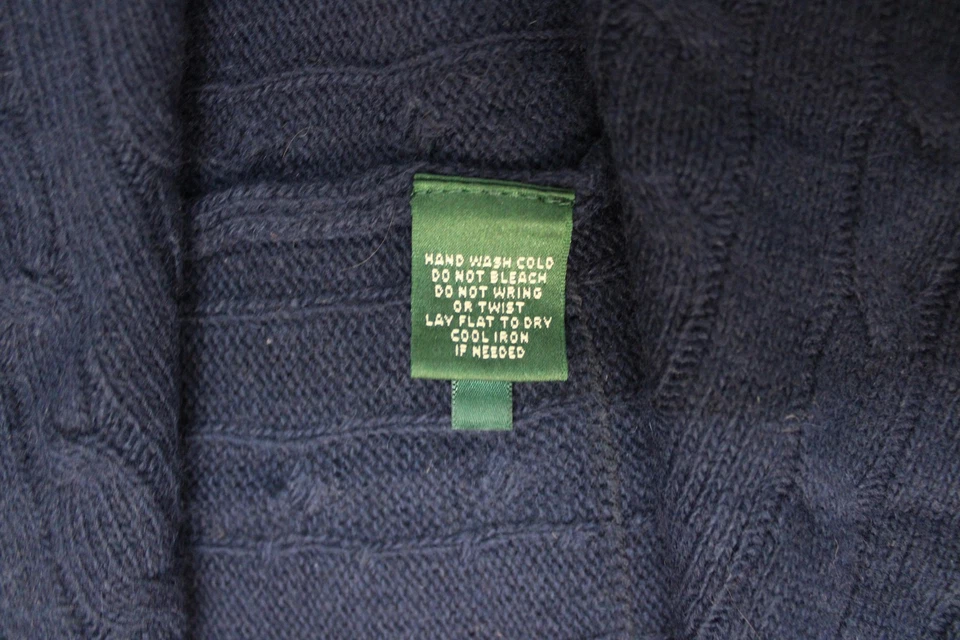 HAND WASH COLD
DO NOT BLEACH
DO NOT WRING
OR TWIST
LAY FLAT TO DRY
COOL IRON
IF NEEDED